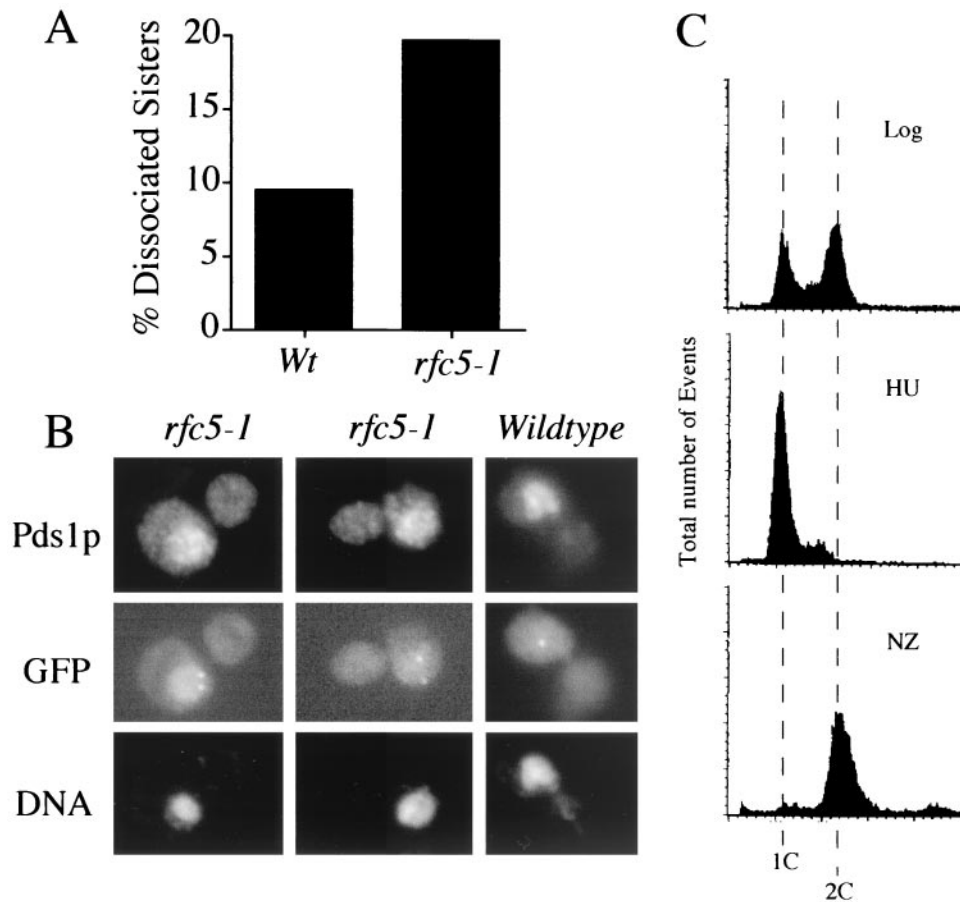 A
% Dissociated Sisters
20
15
10
5
0
Wt
rfc5-1
B
rfc5-1
rfc5-1
Wildtype
Pds1p
GFP
DNA
C
Total number of Events
Log
HU
NZ
1C
2C